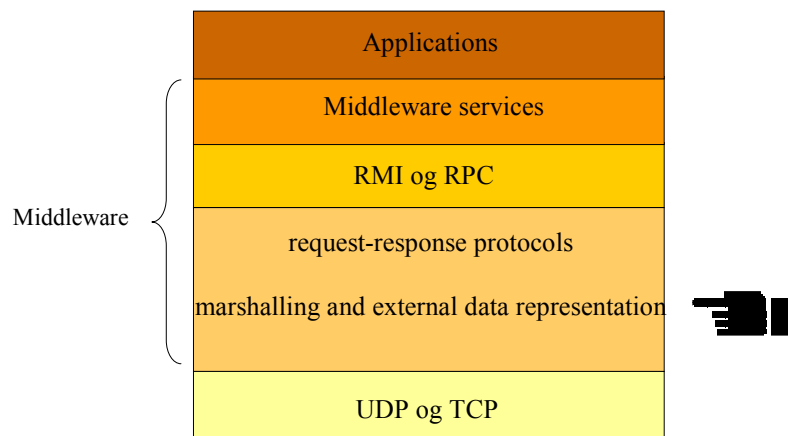 Applications
Middleware services
RMI og RPC
Middleware
request-response protocols
marshalling and external data representation
UDP og TCP